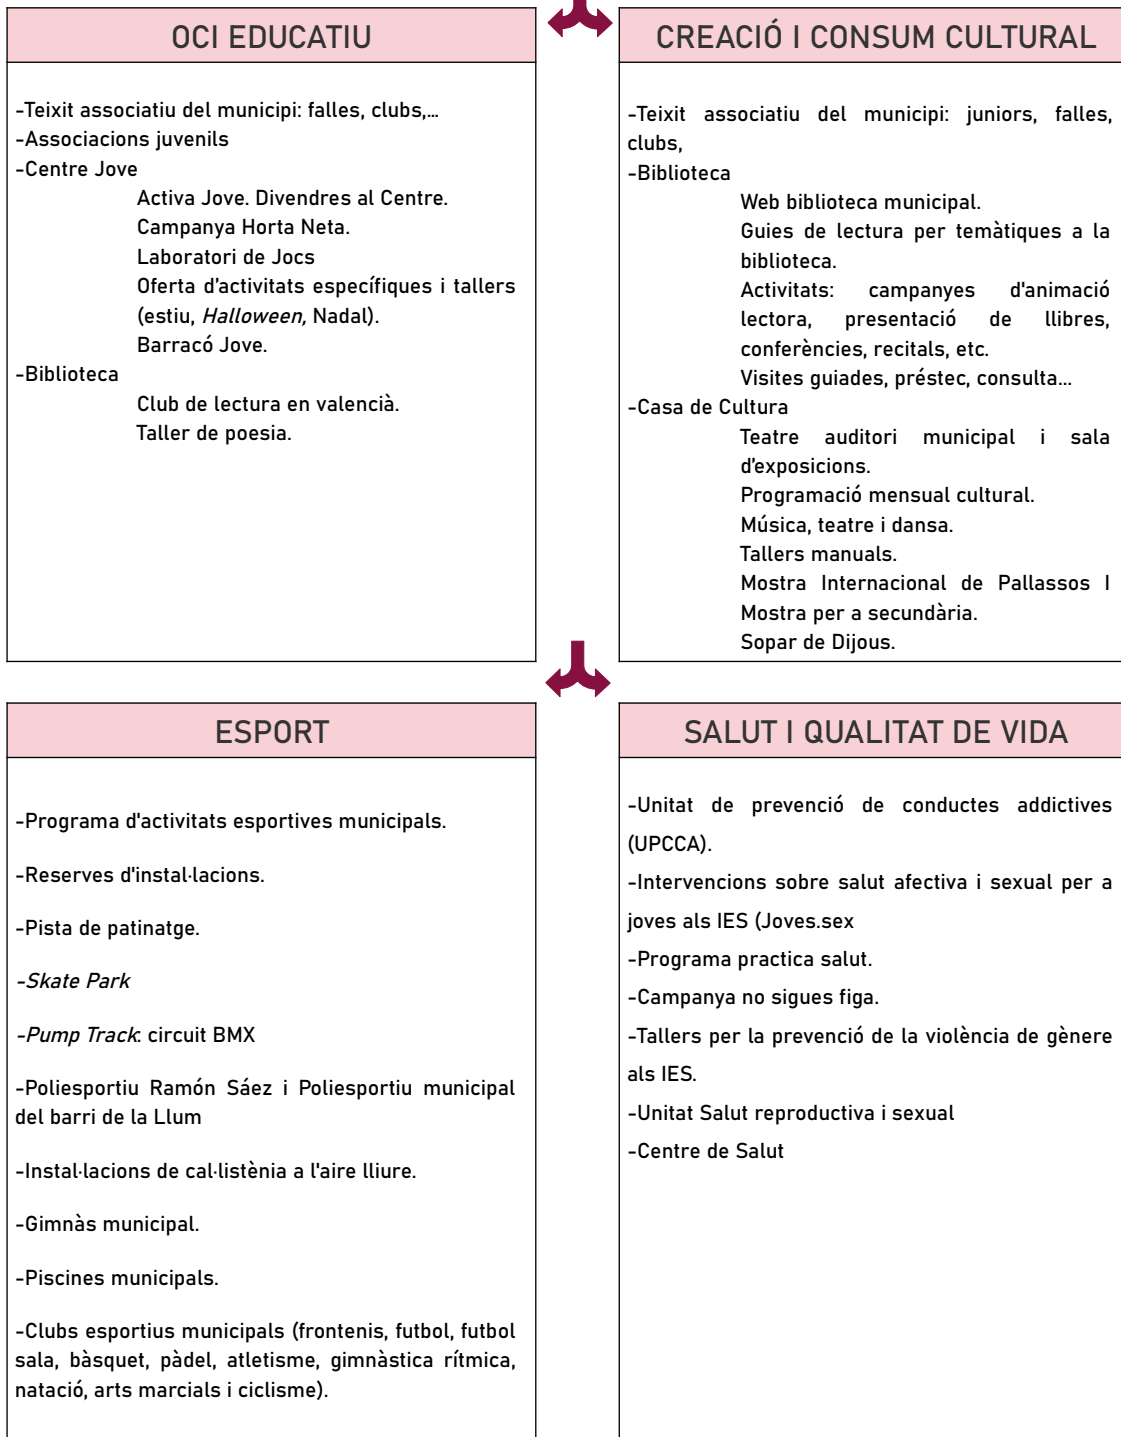 OCI EDUCATIU
-Teixit associatiu del municipi: falles, clubs,...
-Associacions juvenils
-Centre Jove
Activa Jove. Divendres al Centre.
Campanya Horta Neta.
Laboratori de Jocs
Oferta d'activitats específiques i tallers
(estiu, Halloween, Nadal).
Barracó Jove.
-Biblioteca
Club de lectura en valencià.
Taller de poesia.
CREACIÓ I CONSUM CULTURAL
-Teixit associatiu del municipi: juniors, falles,
clubs,
-Biblioteca
Web biblioteca municipal.
Guies de lectura per temàtiques a la
biblioteca.
Activitats: campanyes d'animació
lectora, presentació de llibres,
conferències, recitals, etc.
Visites guiades, préstec, consulta...
-Casa de Cultura
Teatre auditori municipal i sala
d'exposicions.
Programació mensual cultural.
Música, teatre i dansa.
Tallers manuals.
Mostra Internacional de Pallassos I
Mostra per a secundària.
Sopar de Dijous.
ESPORT
-Programa d'activitats esportives municipals.
-Reserves d'instal·lacions.
-Pista de patinatge.
-Skate Park
-Pump Track: circuit BMX
-Poliesportiu Ramón Sáez i Poliesportiu municipal
del barri de la Llum
-Instal·lacions de cal·listènia a l'aire lliure.
-Gimnàs municipal.
-Piscines municipals.
-Clubs esportius municipals (frontenis, futbol, futbol
sala, bàsquet, pàdel, atletisme, gimnàstica rítmica,
natació, arts marcials i ciclisme).
SALUT I QUALITAT DE VIDA
-Unitat de prevenció de conductes addictives
(UPCCA).
-Intervencions sobre salut afectiva i sexual per a
joves als IES (Joves.sex
-Programa practica salut.
-Campanya no sigues figa.
-Tallers per la prevenció de la violència de gènere
als IES.
-Unitat Salut reproductiva i sexual
-Centre de Salut